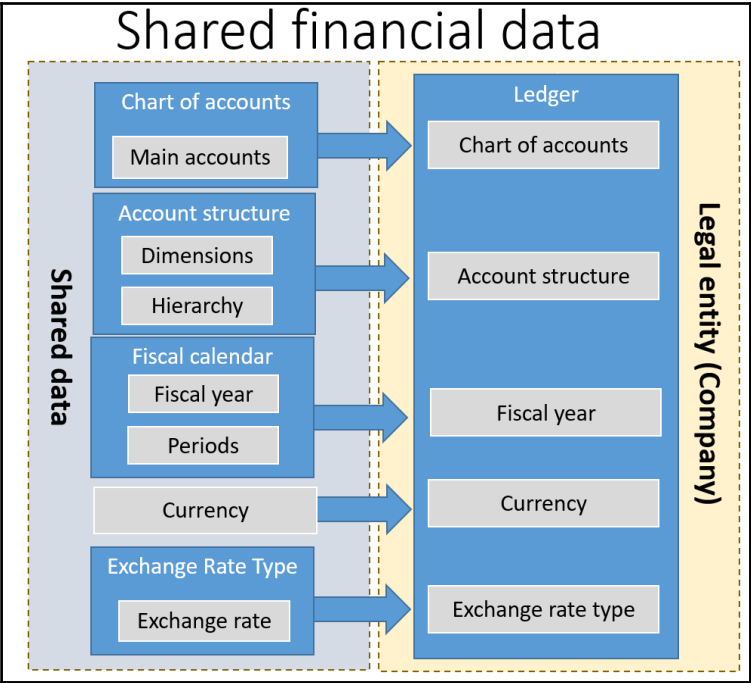 Shared financial data
Shared data
Chart of accounts
Main accounts
Account structure
Dimensions
Hierarchy
Fiscal calendar
Fiscal year
Periods
Currency
Exchange Rate Type
Exchange rate
Ledger
Chart of accounts
Account structure
Fiscal year
Currency
Exchange rate type
Legal entity (Company)